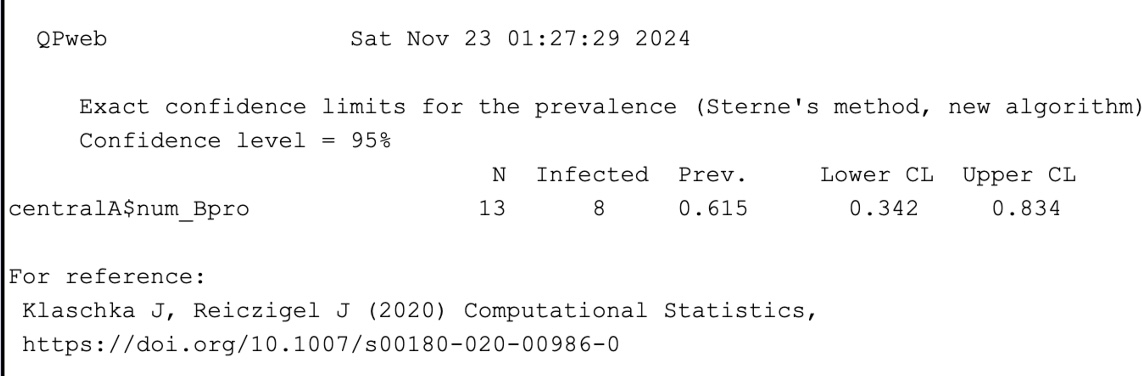 QPweb Sat Nov 23 01:27:29 2024
Exact confidence limits for the prevalence (Sterne's method, new algorithm)
Confidence level = 95%
N Infected Prev. Lower CL Upper CL
centralA$num_Bpro 13 8 0.615 0.342 0.834
For reference:
Klaschka J, Reiczigel J (2020) Computational Statistics,
https://doi.org/10.1007/s00180-020-00986-0